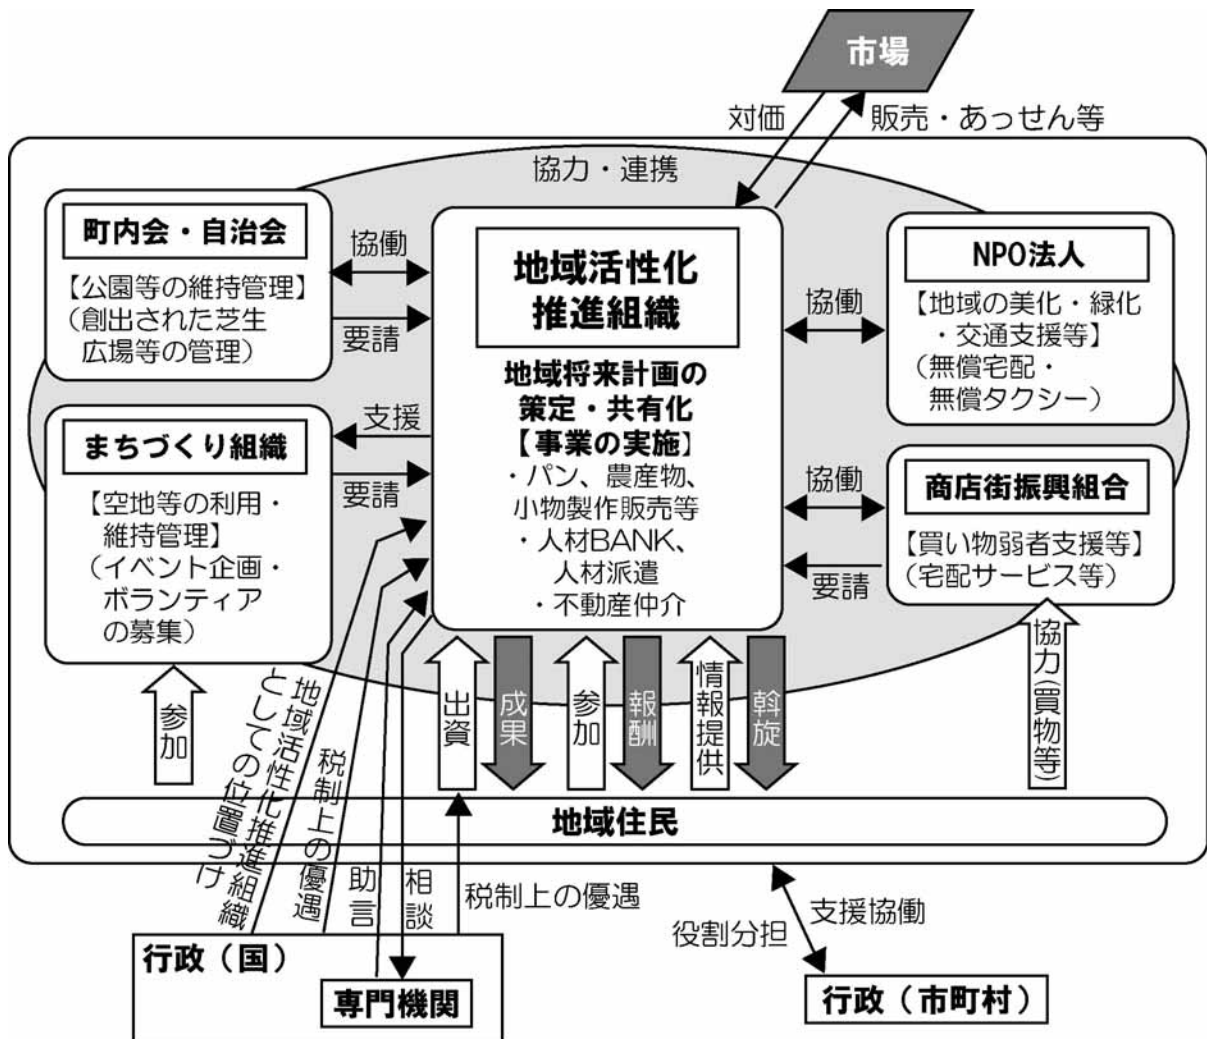 市場
対価
販売・あっせん等
協力・連携
町内会・自治会
【公園等の維持管理】
（創出された芝生
広場等の管理）
協働
要請
まちづくり組織
【空地等の利用・
維持管理】
（イベント企画・
ボランティア
の募集）
支援
要請
地域活性化
推進組織
地域将来計画の
策定・共有化
【事業の実施】
・パン、農産物、
小物製作販売等
・人材BANK、
人材派遣
・不動産仲介
協働
NPO法人
【地域の美化・緑化
・交通支援等】
（無償宅配・
無償タクシー）
協働
要請
商店街振興組合
【買い物弱者支援等】
（宅配サービス等）
参加
地域活性化推進組織
としての位置づけ
税制上の優遇
助言
相談
出資
成果
参加
報酬
情報提供
斡旋
協力（買物等）
地域住民
税制上の優遇
支援協働
役割分担
行政（国）
専門機関
行政（市町村）